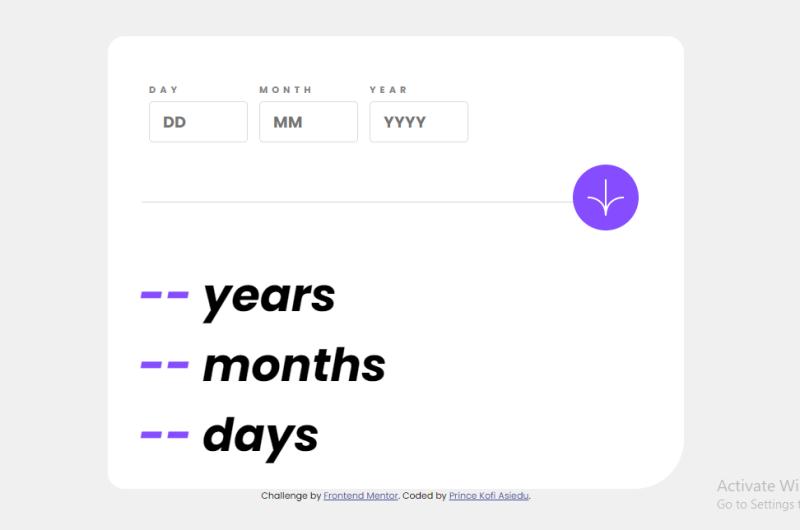 DAY MONTH YEAR
DD MM YYYY
-- years
-- months
-- days
Challenge by Frontend Mentor. Coded by Prince Kofi Asiedu.
Activate Wi
Go to Settings t